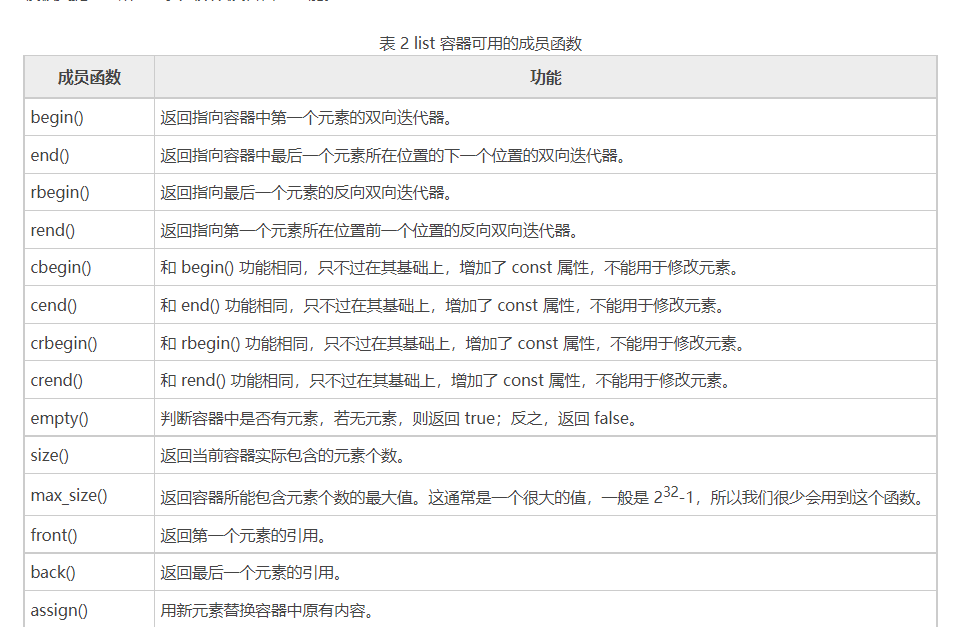 表 2 list 容器可用的成员函数
成员函数 功能
begin() 返回指向容器中第一个元素的双向迭代器。
end() 返回指向容器中最后一个元素所在位置的下一个位置的双向迭代器。
rbegin() 返回指向最后一个元素的反向双向迭代器。
rend() 返回指向第一个元素所在位置前一个位置的反向双向迭代器。
cbegin() 和 begin() 功能相同，只不过在其基础上，增加了 const 属性，不能用于修改元素。
cend() 和 end() 功能相同，只不过在其基础上，增加了 const 属性，不能用于修改元素。
crbegin() 和 rbegin() 功能相同，只不过在其基础上，增加了 const 属性，不能用于修改元素。
crend() 和 rend() 功能相同，只不过在其基础上，增加了 const 属性，不能用于修改元素。
empty() 判断容器中是否有元素，若无元素，则返回 true；反之，返回 false。
size() 返回当前容器实际包含的元素个数。
max_size() 返回容器所能包含元素个数的最大值。这通常是一个很大的值，一般是 2³²-1，所以我们很少会用到这个函数。
front() 返回第一个元素的引用。
back() 返回最后一个元素的引用。
assign() 用新元素替换容器中原有内容。